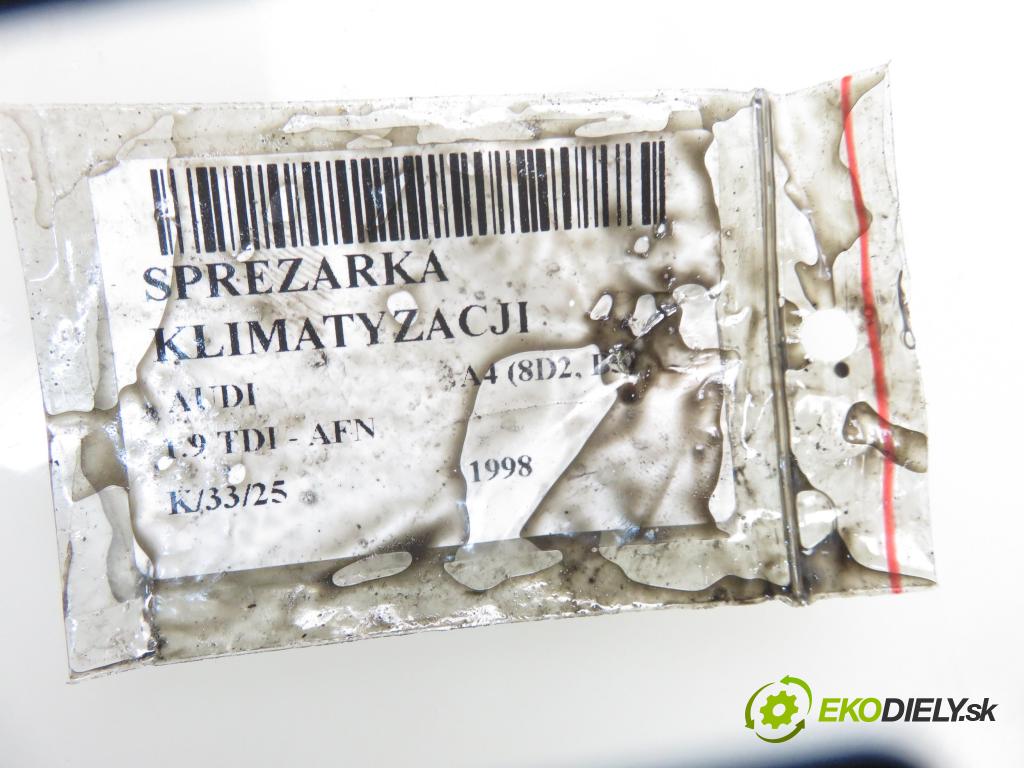 SPREZARKA
KLIMATYZACJI
AUDI A4 (8D2,
1.9 TDI - AFN
K/33/25 1998
EKODIELY.sk